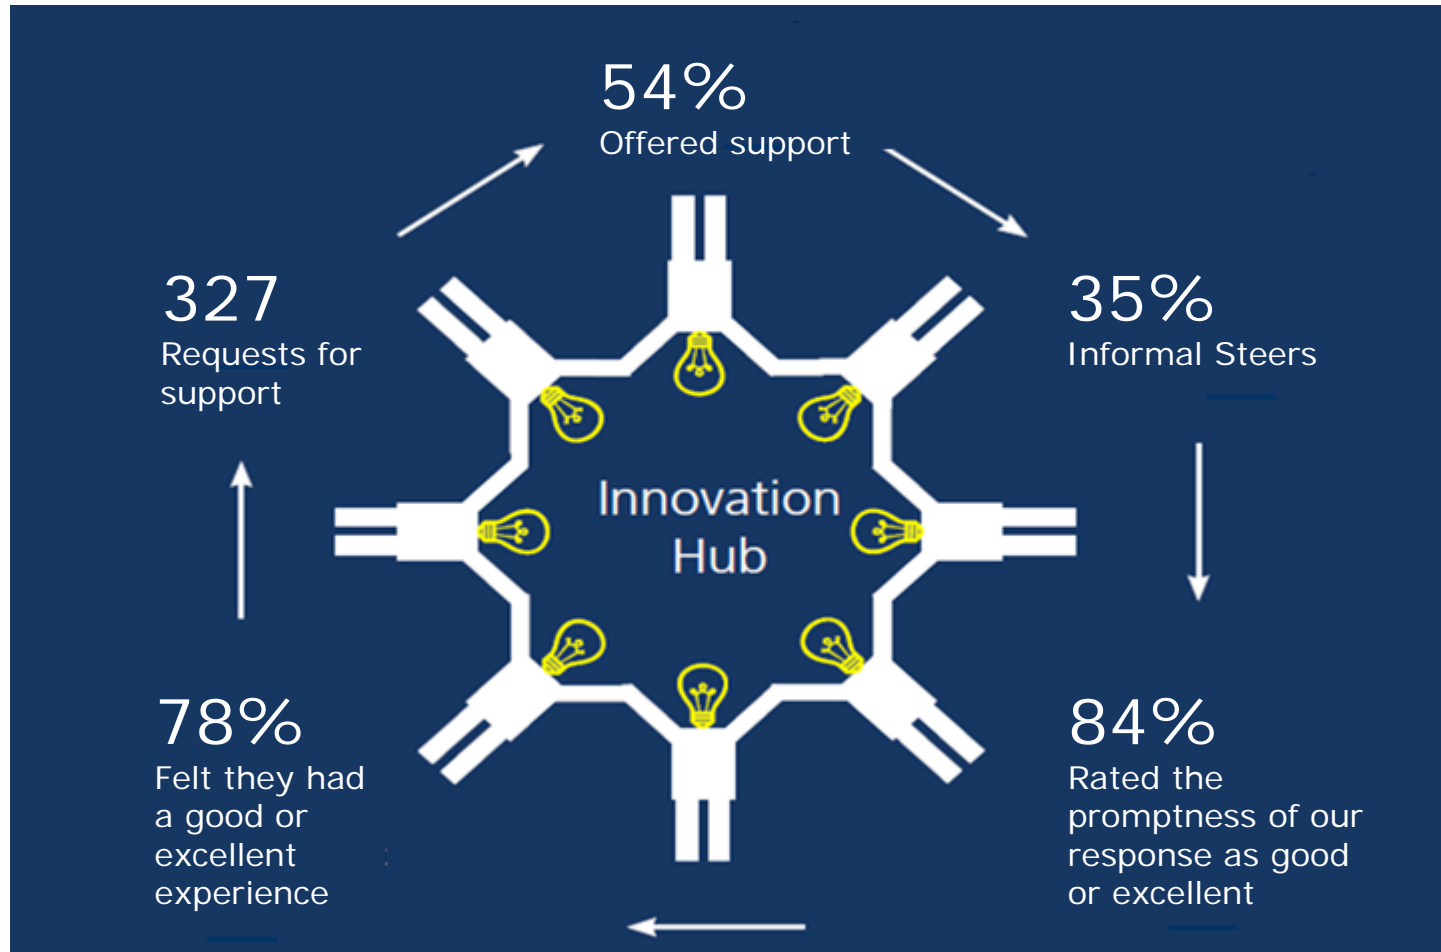 54%
Offered support
327
Requests for
support
35%
Informal Steers
Innovation
Hub
78%
Felt they had
a good or
excellent
experience
84%
Rated the
promptness of our
response as good
or excellent